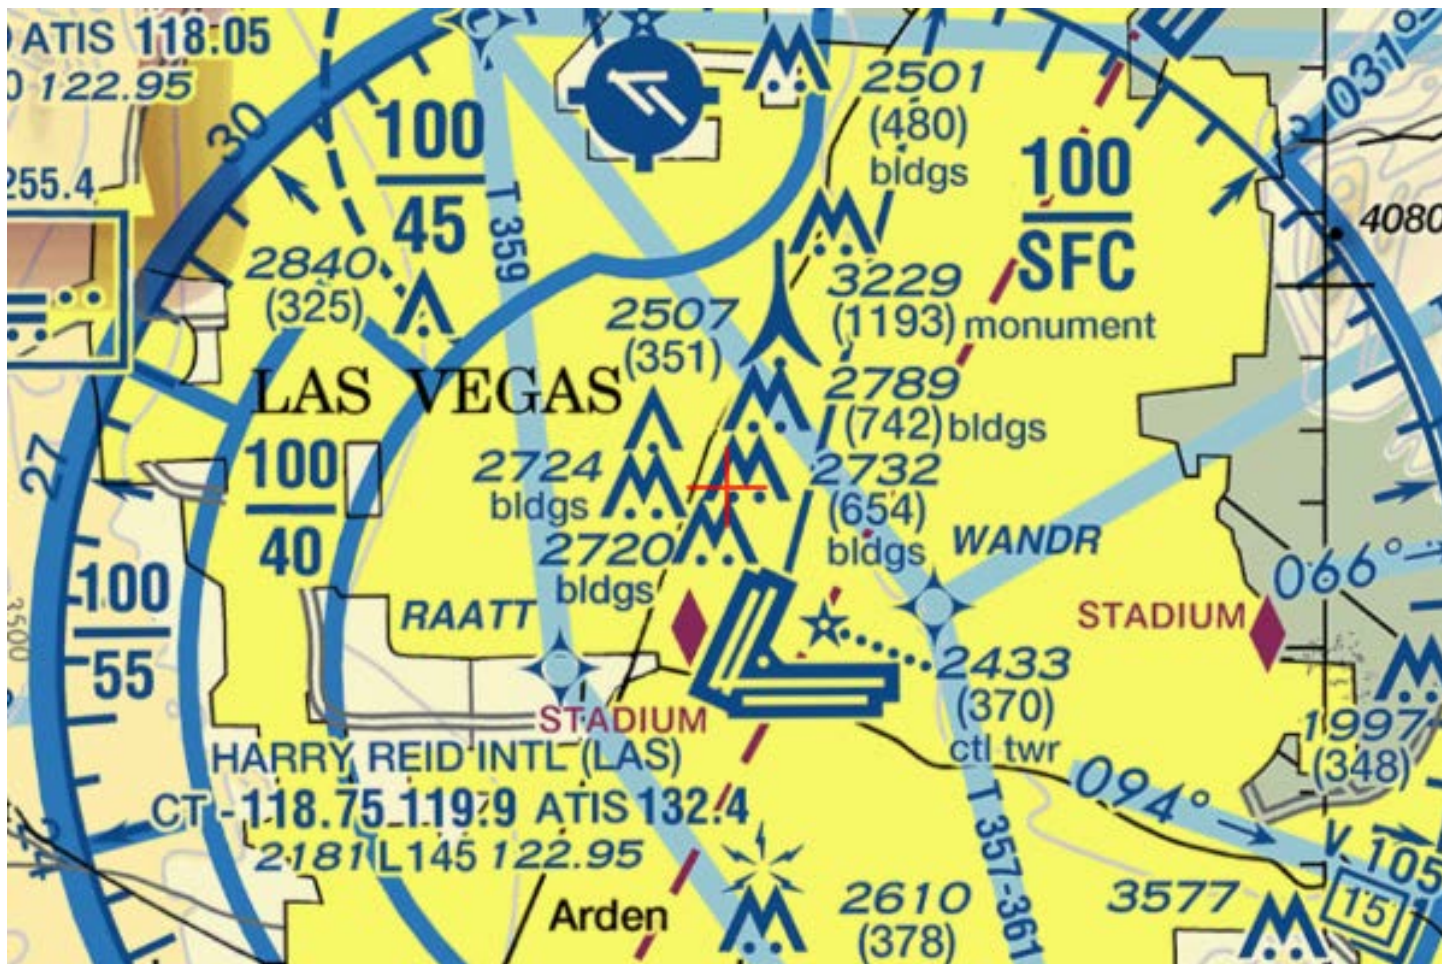 ATIS 118.05
122.95
30
255.4
100
45
T 359
2501
(480)
bldgs
100
SFC
031°
3
4080
2840
(325)
2507
(351)
3229
(1193) monument
LAS VEGAS
2789
(742) bldgs
27
100
40
2724
bldgs
2732
(654)
bldgs
2720
bldgs
WANDR
066°
100
55
3500
RAATT
STADIUM
STADIUM
2433
(370)
ctl twr
1997
(348)
HARRY REID INTL (LAS)
CT - 118.75 119.9 ATIS 132.4
2181 L 145 122.95
24
094°
T 357-361
V 105
15
Arden
2610
(378)
3577